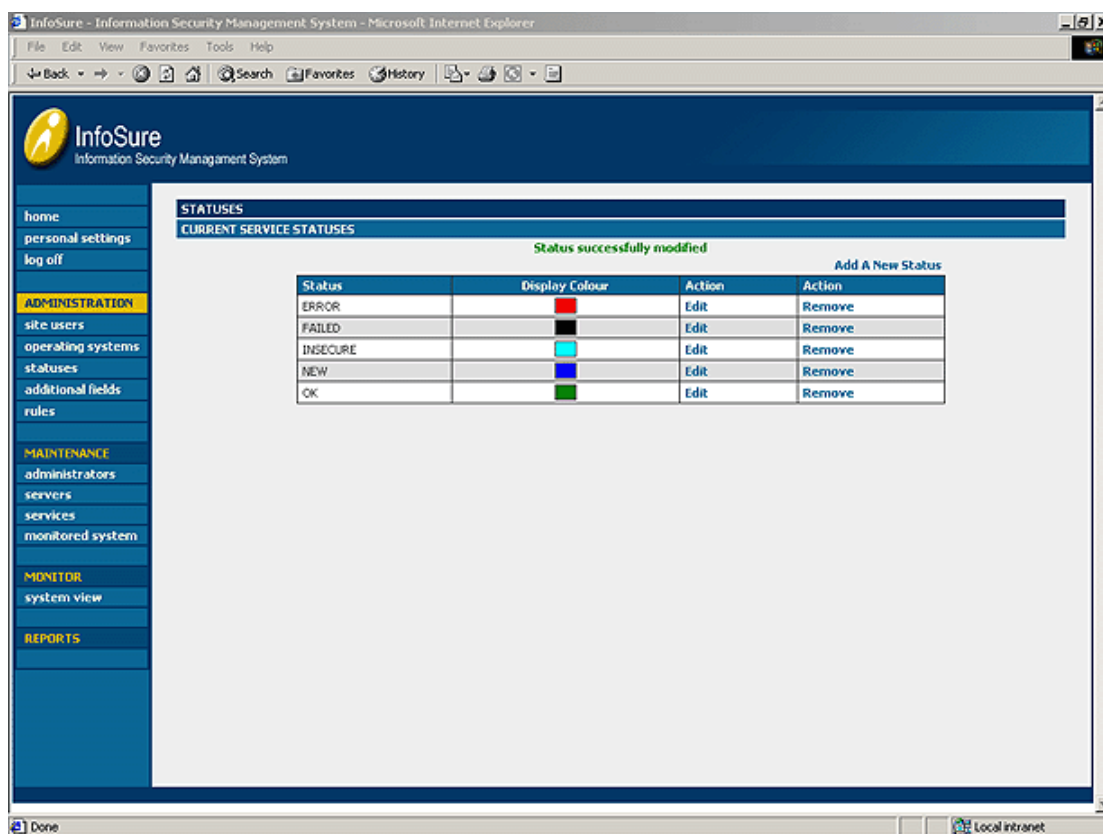 InfoSure - Information Security Management System - Microsoft Internet Explorer
File Edit View Favorites Tools Help
Back Search Favorites History
InfoSure
Information Security Managament System
home
personal settings
log off
ADMINISTRATION
site users
operating systems
statuses
additional fields
rules
MAINTENANCE
administrators
servers
services
monitored system
MONITOR
system view
REPORTS
STATUSES
CURRENT SERVICE STATUSES
Status successfully modified
Add A New Status
Status Display Colour Action Action
ERROR Edit Remove
FAILED Edit Remove
INSECURE Edit Remove
NEW Edit Remove
OK Edit Remove
Done Local intranet